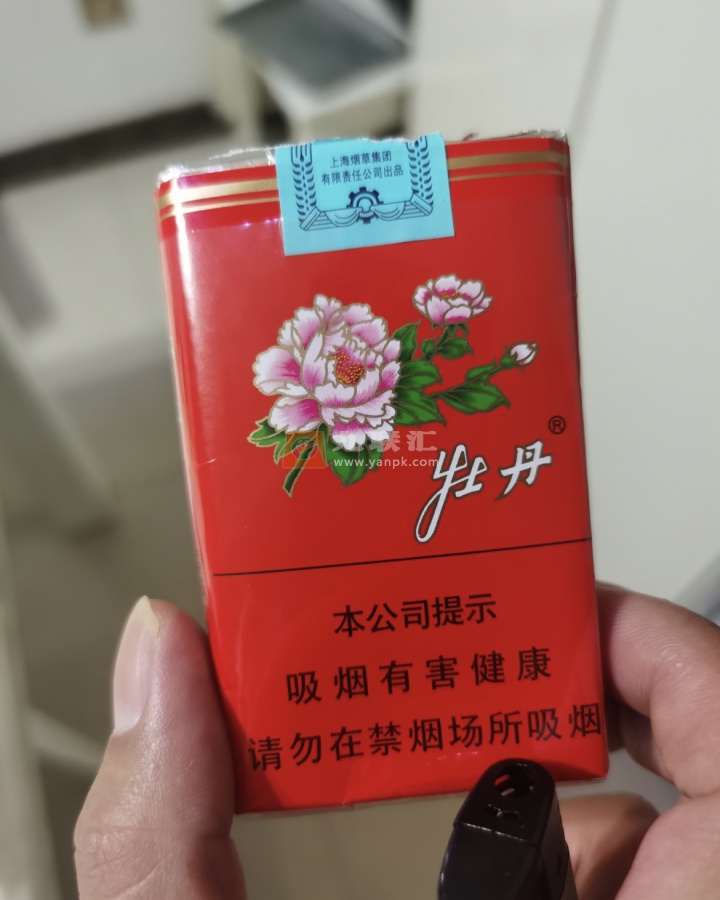 上海烟草集团
有限责任公司出品
www.yanpk.com
牡丹®
本公司提示
吸烟有害健康
请勿在禁烟场所吸烟